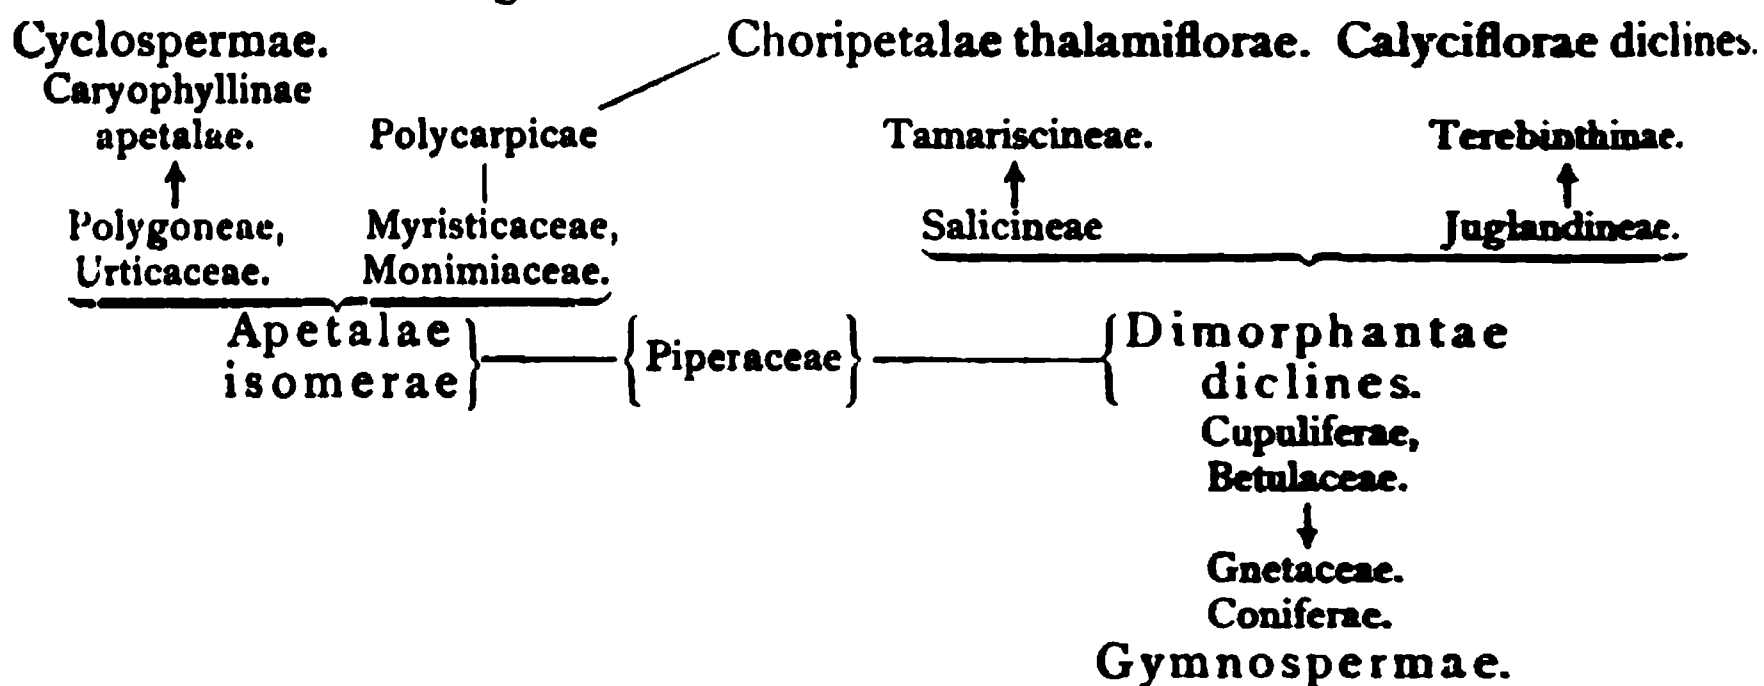 Cyclospermae. Choripetalae thalamiflorae. Calyciflorae diclines.
Caryophyllinae
apetalae. Polycarpicae Tamariscineae. Terebinthinae.
Polygoneae, Myristicaceae, Salicineae Juglandineae.
Urticaceae. Monimiaceae.
Apetalae
isomerae
Piperaceae
Dimorphantae
diclines.
Cupuliferae,
Betulaceae.
Gnetaceae.
Coniferae.
Gymnospermae.